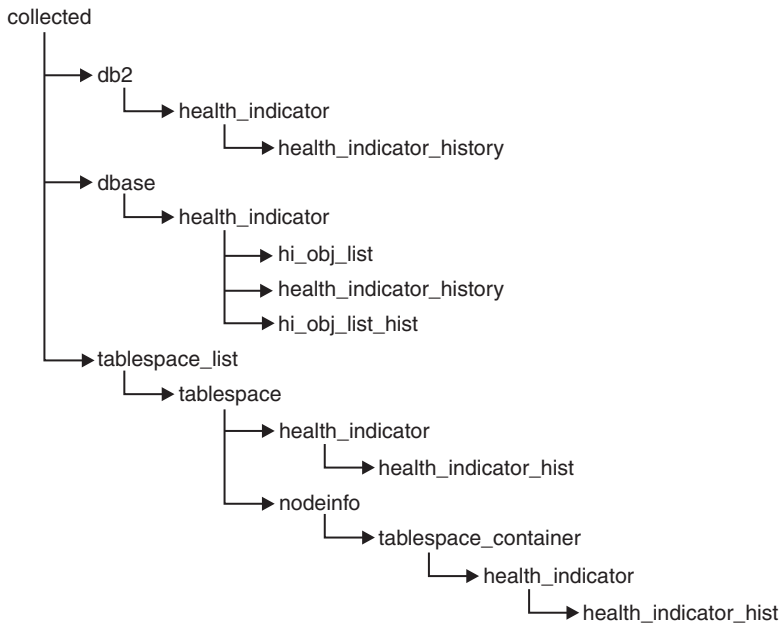 collected
db2
health_indicator
health_indicator_history
dbase
health_indicator
hi_obj_list
health_indicator_history
hi_obj_list_hist
tablespace_list
tablespace
health_indicator
health_indicator_hist
nodeinfo
tablespace_container
health_indicator
health_indicator_hist